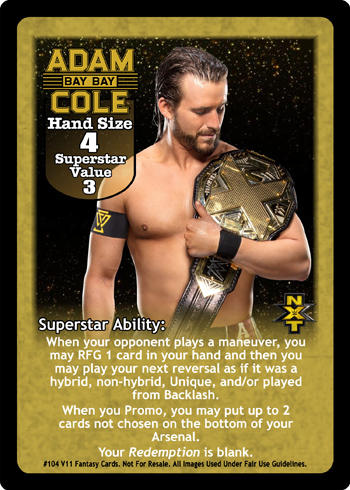 ADAM
BAY BAY
COLE
Hand Size
4
Superstar
Value
3
NXT
Superstar Ability:
When your opponent plays a maneuver, you
may RFG 1 card in your hand and then you
may play your next reversal as if it was a
hybrid, non-hybrid, Unique, and/or played
from Backlash.
When you Promo, you may put up to 2
cards not chosen on the bottom of your
Arsenal.
Your Redemption is blank.
#104 V11 Fantasy Cards. Not For Resale. All Images Used Under Fair Use Guidelines.